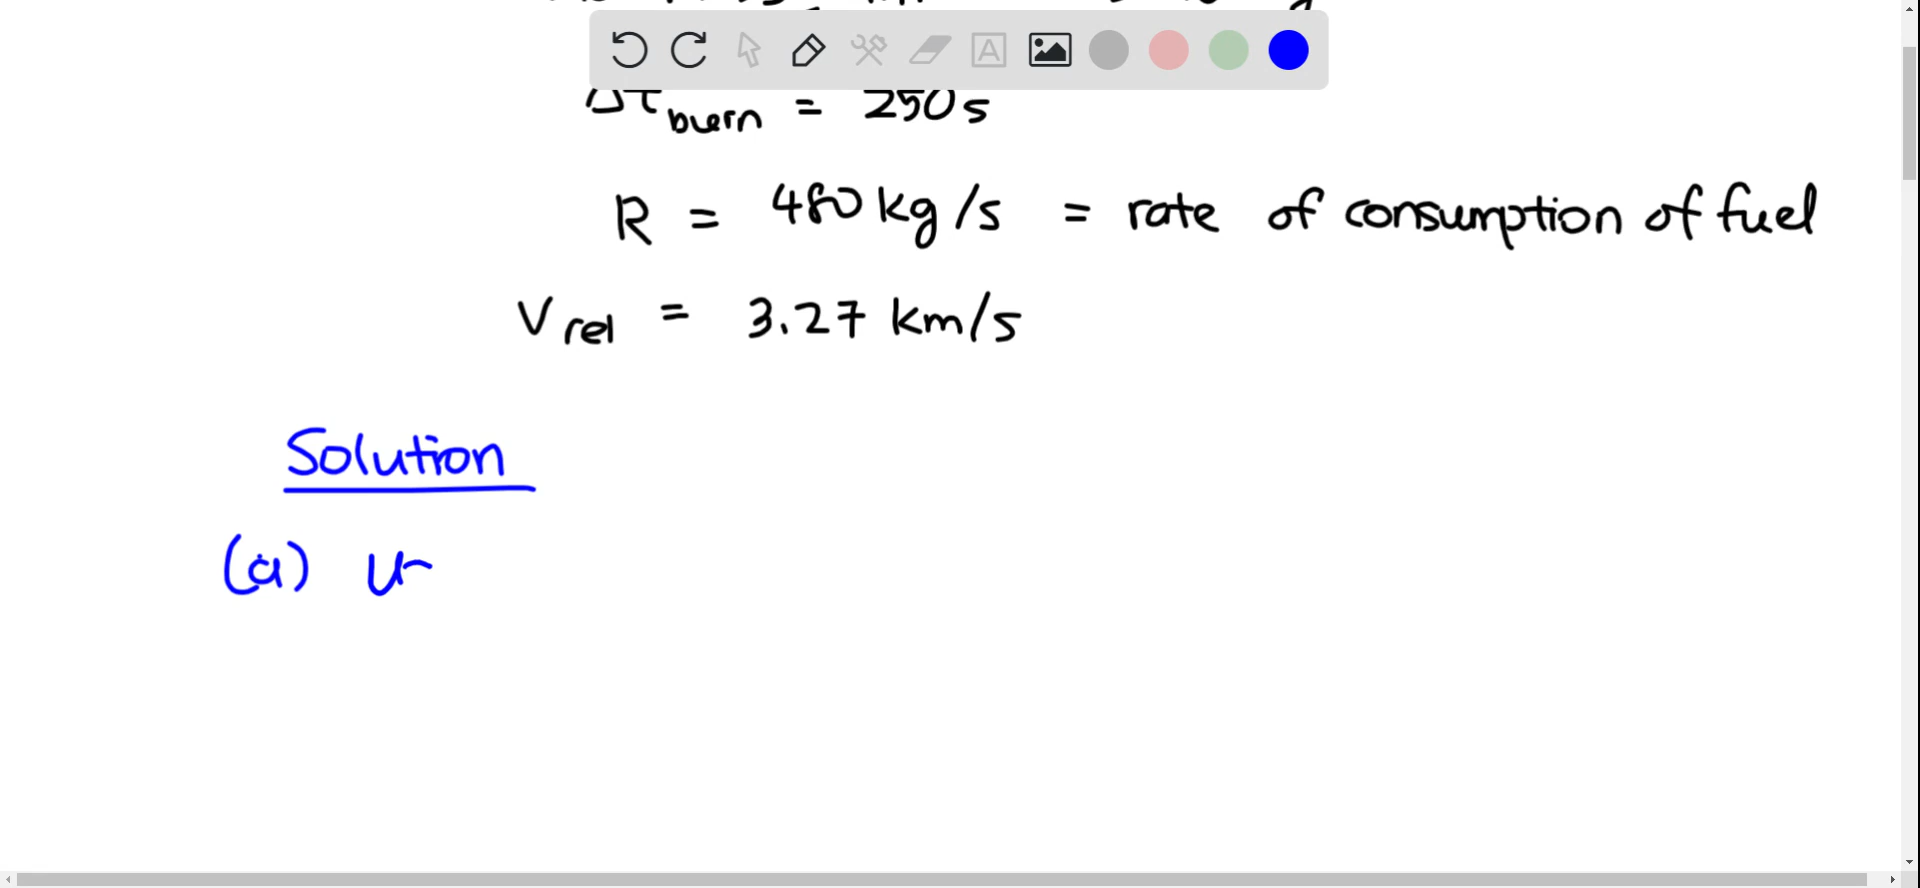 Δt burn = 250s
R = 480 kg/s = rate of consumption of fuel
V rel = 3.27 km/s
Solution
(a)